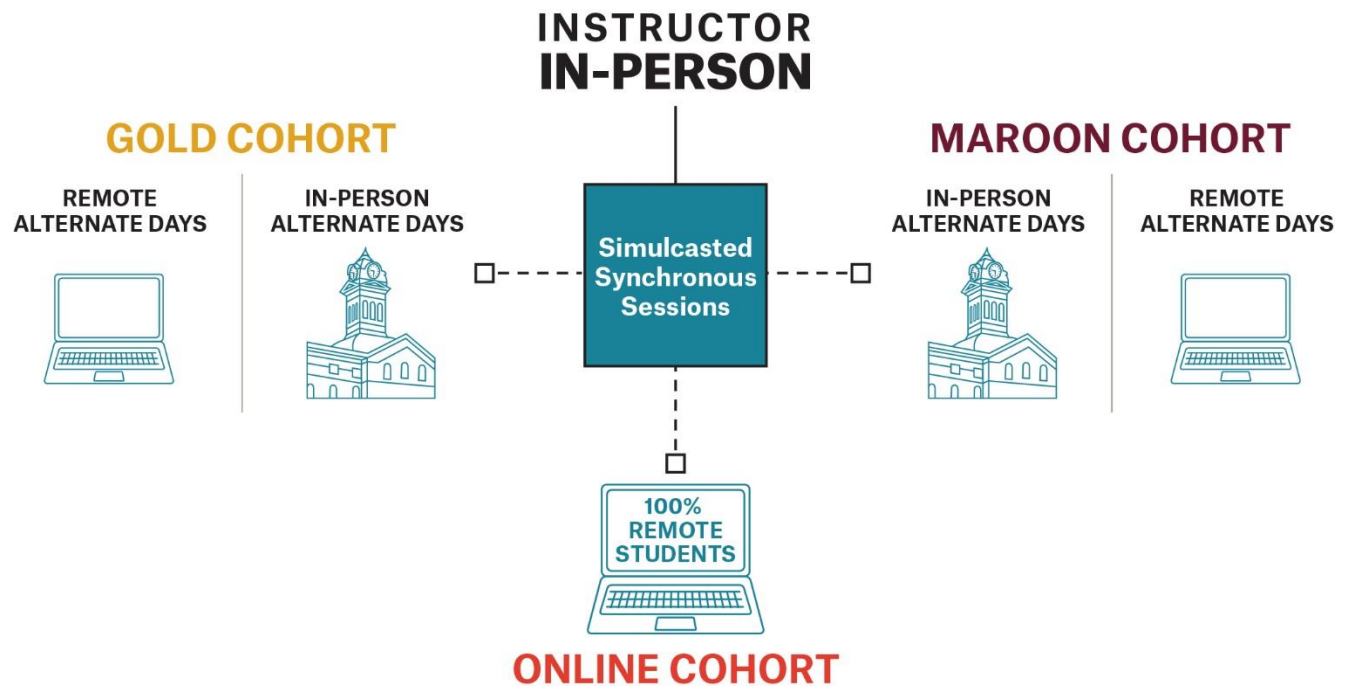 INSTRUCTOR
IN-PERSON
GOLD COHORT
REMOTE
ALTERNATE DAYS
IN-PERSON
ALTERNATE DAYS
Simulcasted
Synchronous
Sessions
MAROON COHORT
IN-PERSON
ALTERNATE DAYS
REMOTE
ALTERNATE DAYS
100%
REMOTE
STUDENTS
ONLINE COHORT